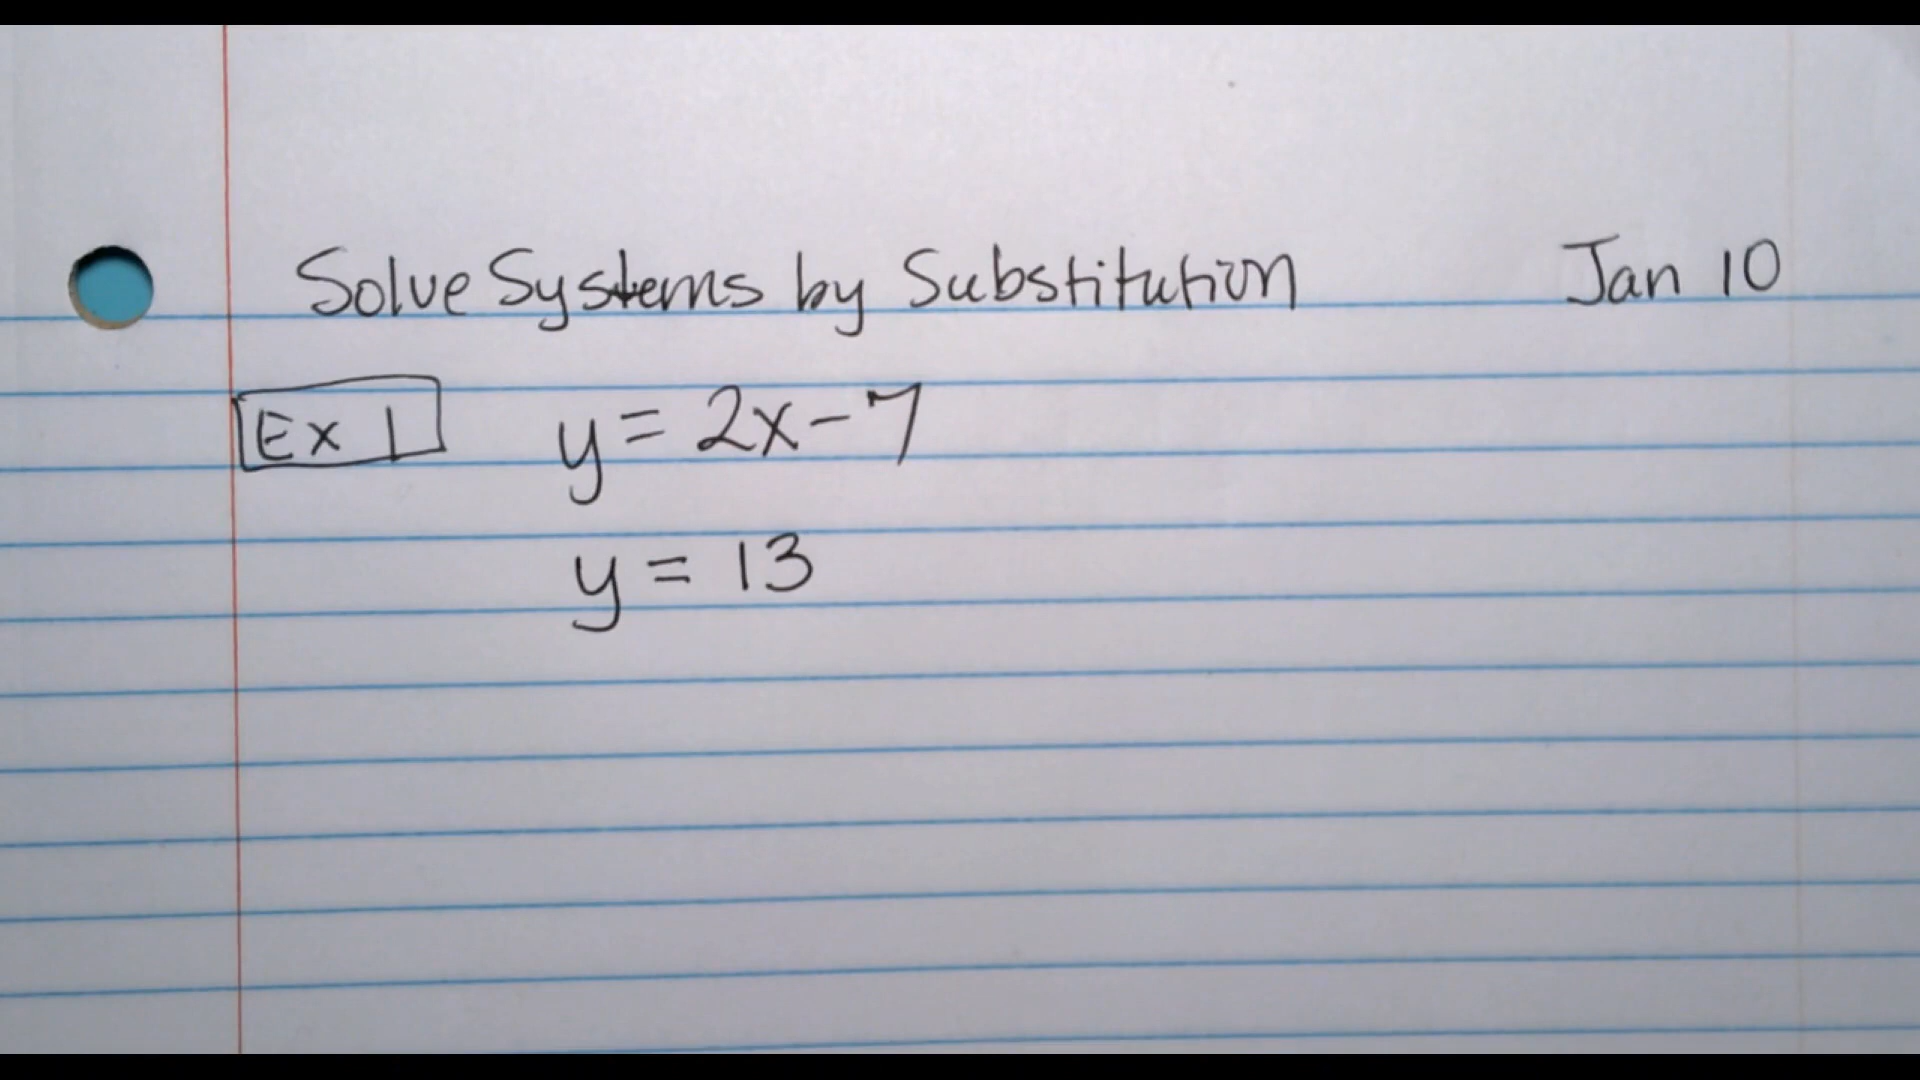 Solve Systems by Substitution Jan 10
Ex 1 y = 2x - 7
y = 13